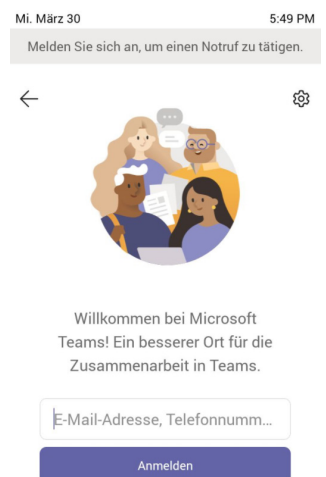 Mi. März 30 5:49 PM
Melden Sie sich an, um einen Notruf zu tätigen.
Willkommen bei Microsoft
Teams! Ein besserer Ort für die
Zusammenarbeit in Teams.
E-Mail-Adresse, Telefonnumm...
Anmelden